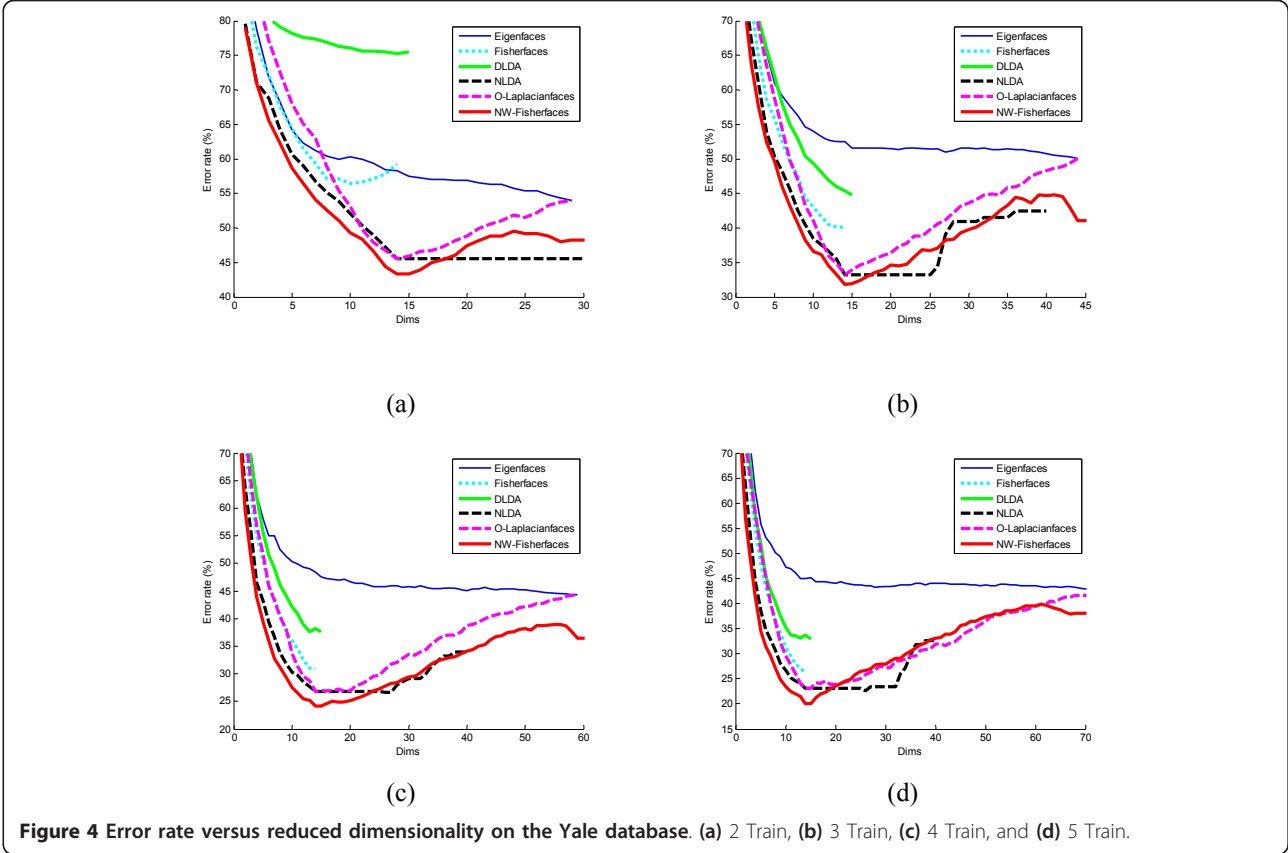 80
75
70
65
60
55
50
45
40
Error rate (%)
0 5 10 15 20 25 30
Dims
Eigenfaces
Fisherfaces
DLDA
NLDA
O-Laplacianfaces
NW-Fisherfaces
(a)
70
65
60
55
50
45
40
35
30
Error rate (%)
0 5 10 15 20 25 30 35 40 45
Dims
Eigenfaces
Fisherfaces
DLDA
NLDA
O-Laplacianfaces
NW-Fisherfaces
(b)
70
65
60
55
50
45
40
35
30
25
20
Error rate (%)
0 10 20 30 40 50 60
Dims
Eigenfaces
Fisherfaces
DLDA
NLDA
O-Laplacianfaces
NW-Fisherfaces
(c)
70
65
60
55
50
45
40
35
30
25
20
15
Error rate (%)
0 10 20 30 40 50 60 70
Dims
Eigenfaces
Fisherfaces
DLDA
NLDA
O-Laplacianfaces
NW-Fisherfaces
(d)
Figure 4 Error rate versus reduced dimensionality on the Yale database. (a) 2 Train, (b) 3 Train, (c) 4 Train, and (d) 5 Train.